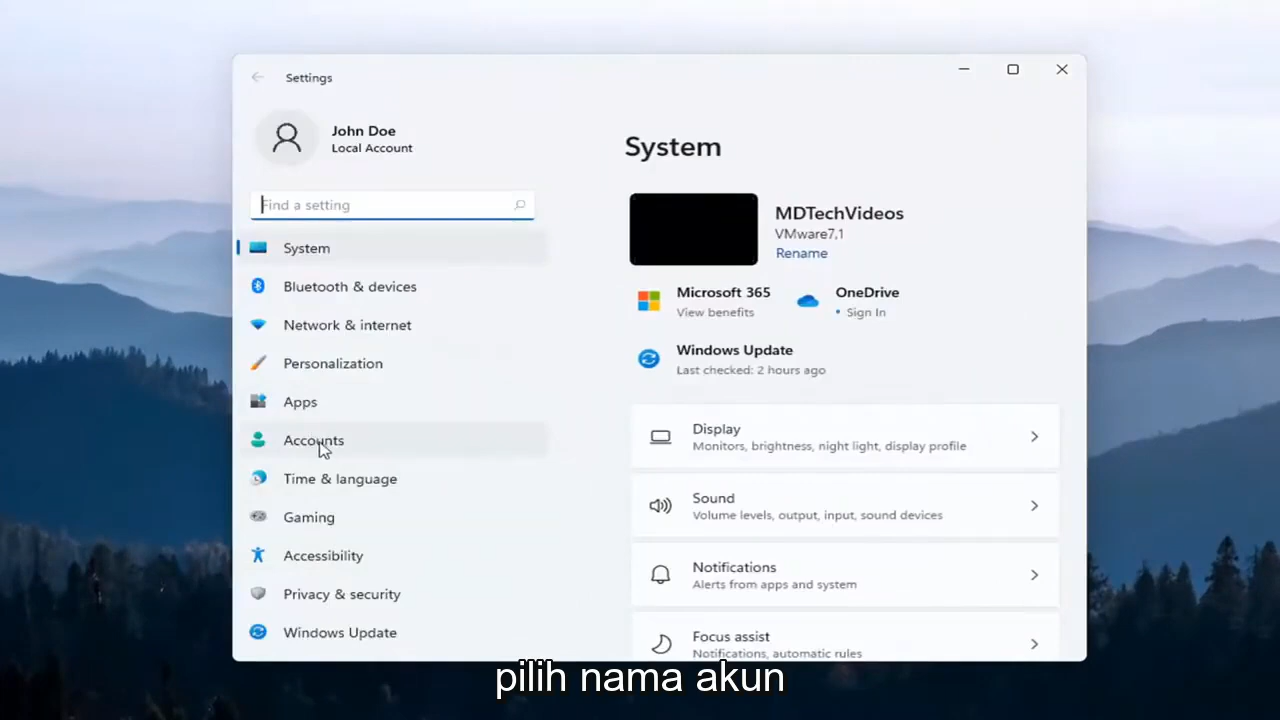 Settings
John Doe
Local Account
Find a setting
System
Bluetooth & devices
Network & internet
Personalization
Apps
Accounts
Time & language
Gaming
Accessibility
Privacy & security
Windows Update
System
MDTechVideos
VMware7,1
Rename
Microsoft 365
View benefits
OneDrive
• Sign In
Windows Update
Last checked: 2 hours ago
Display
Monitors, brightness, night light, display profile
Sound
Volume levels, output, input, sound devices
Notifications
Alerts from apps and system
Focus assist
Notifications, automatic rules
pilih nama akun